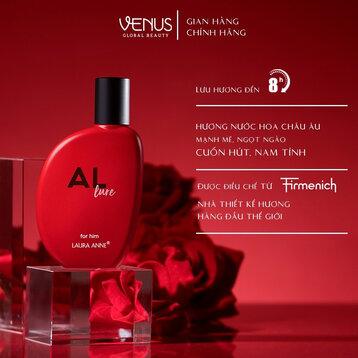 VENUS
GLOBAL BEAUTY
GIAN HÀNG
CHÍNH HÃNG
LƯU HƯƠNG ĐẾN 8h
HƯƠNG NƯỚC HOA CHÂU ÂU
MẠNH MẼ, NGỌT NGÀO
CUỐN HÚT, NAM TÍNH
ĐƯỢC ĐIỀU CHẾ TỪ Firmenich
NHÀ THIẾT KẾ HƯƠNG
HÀNG ĐẦU THẾ GIỚI
ALlure
for him
LAURA ANNE®